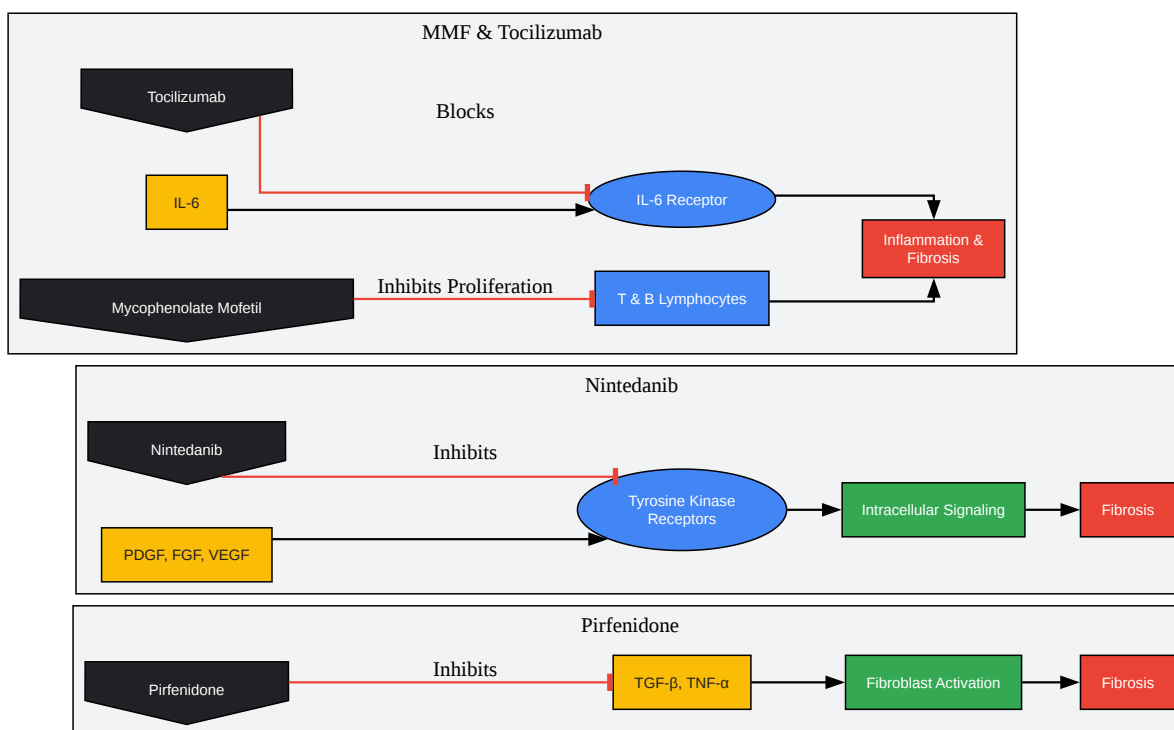 MMF & Tocilizumab
Tocilizumab
Blocks
IL-6
IL-6 Receptor
Inflammation &
Fibrosis
Mycophenolate Mofetil
Inhibits Proliferation
T & B Lymphocytes
Nintedanib
Nintedanib
Inhibits
Tyrosine Kinase
Receptors
Intracellular Signaling
Fibrosis
PDGF, FGF, VEGF
Pirfenidone
Pirfenidone
Inhibits
TGF-β, TNF-α
Fibroblast Activation
Fibrosis